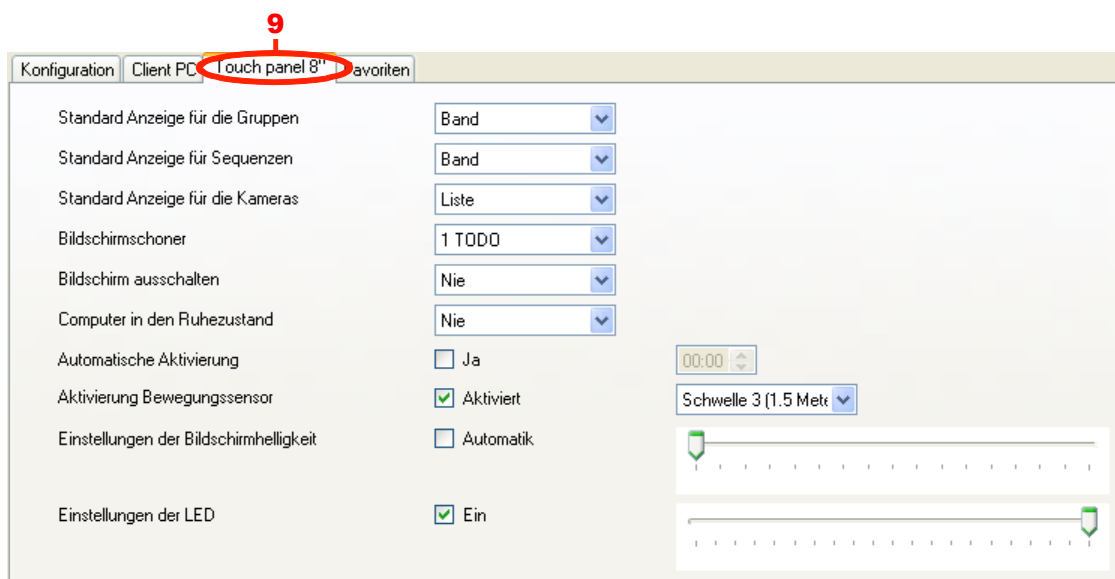 9
Konfiguration Client PC Touch panel 8" Favoriten
Standard Anzeige für die Gruppen Band
Standard Anzeige für Sequenzen Band
Standard Anzeige für die Kameras Liste
Bildschirmschoner 1 TODO
Bildschirm ausschalten Nie
Computer in den Ruhezustand Nie
Automatische Aktivierung Ja 00:00
Aktivierung Bewegungssensor Aktiviert Schwelle 3 (1.5 Mete
Einstellungen der Bildschirmhelligkeit Automatik
Einstellungen der LED Ein